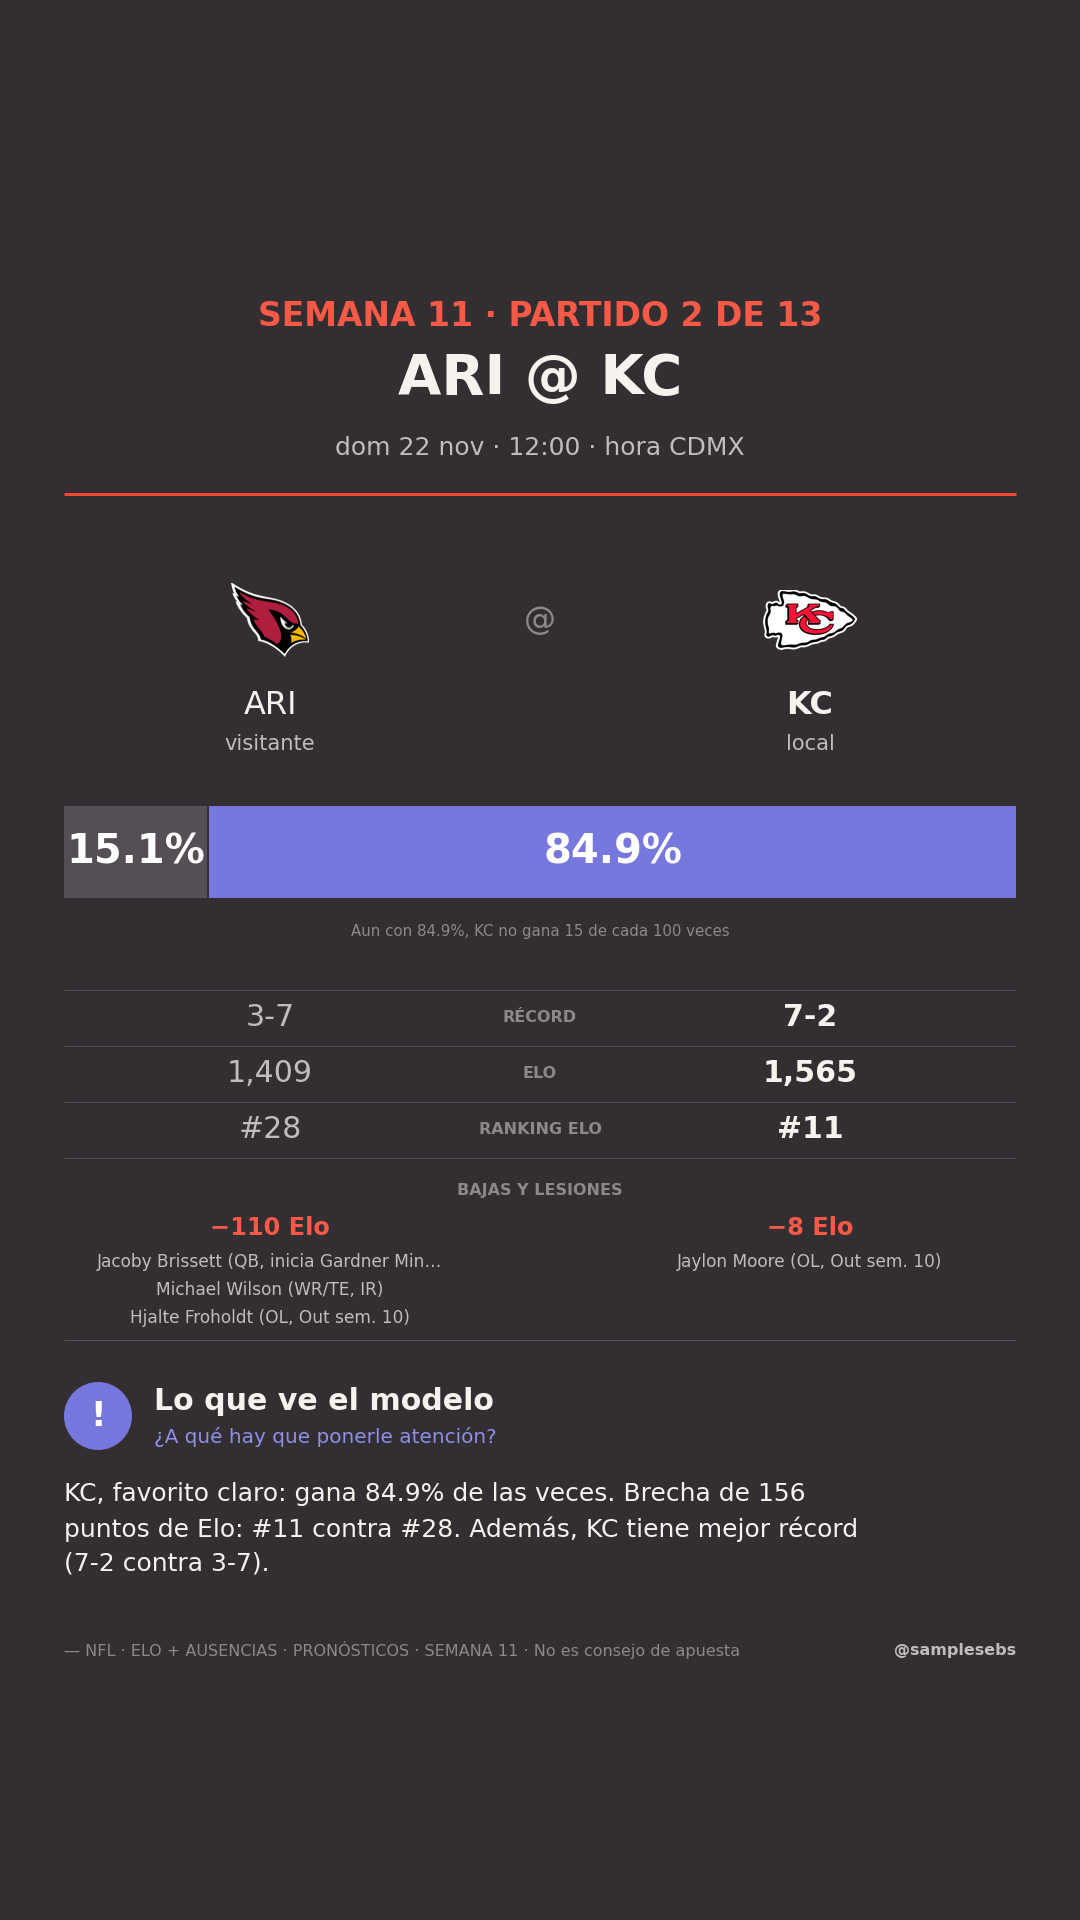 SEMANA 11 · PARTIDO 2 DE 13
ARI @ KC
dom 22 nov · 12:00 · hora CDMX
@
KC
ARI
KC
visitante
local
15.1%
84.9%
Aun con 84.9%, KC no gana 15 de cada 100 veces
3-7 RÉCORD 7-2
1,409 ELO 1,565
#28 RANKING ELO #11
BAJAS Y LESIONES
−110 Elo
−8 Elo
Jacoby Brissett (QB, inicia Gardner Min…
Jaylon Moore (OL, Out sem. 10)
Michael Wilson (WR/TE, IR)
Hjalte Froholdt (OL, Out sem. 10)
!
Lo que ve el modelo
¿A qué hay que ponerle atención?
KC, favorito claro: gana 84.9% de las veces. Brecha de 156
puntos de Elo: #11 contra #28. Además, KC tiene mejor récord
(7-2 contra 3-7).
— NFL · ELO + AUSENCIAS · PRONÓSTICOS · SEMANA 11 · No es consejo de apuesta
@samplesebs